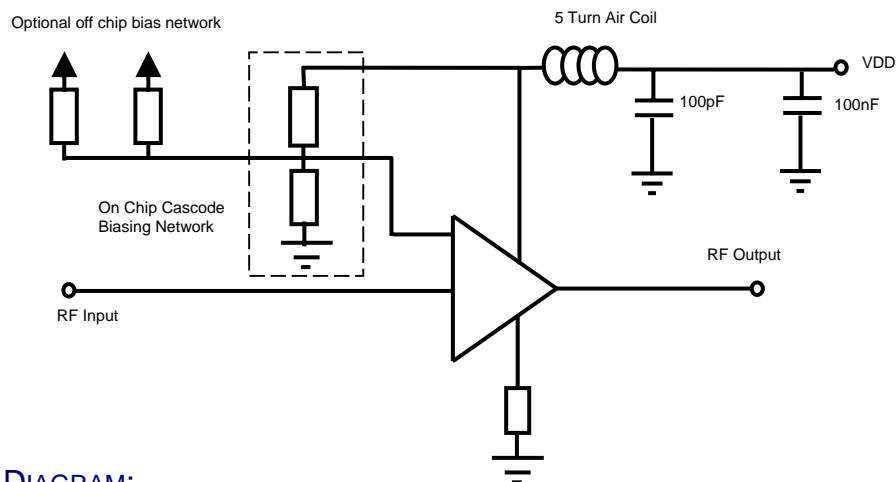 5 Turn Air Coil
Optional off chip bias network
VDD
100pF
100nF
On Chip Cascode
Biasing Network
RF Output
RF Input
DIAGRAM: